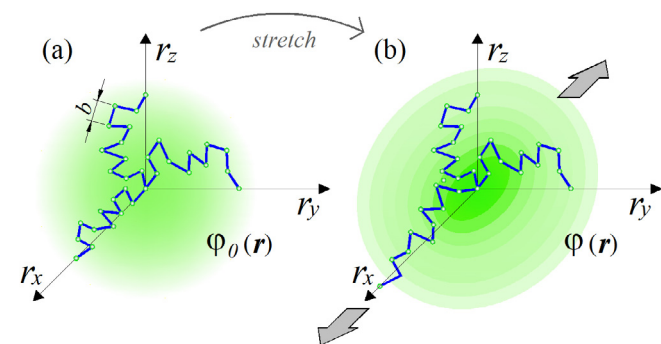 (a)
stretch
(b)
r_z
r_z
b
r_y
r_y
φ_0 (r)
φ (r)
r_x
r_x